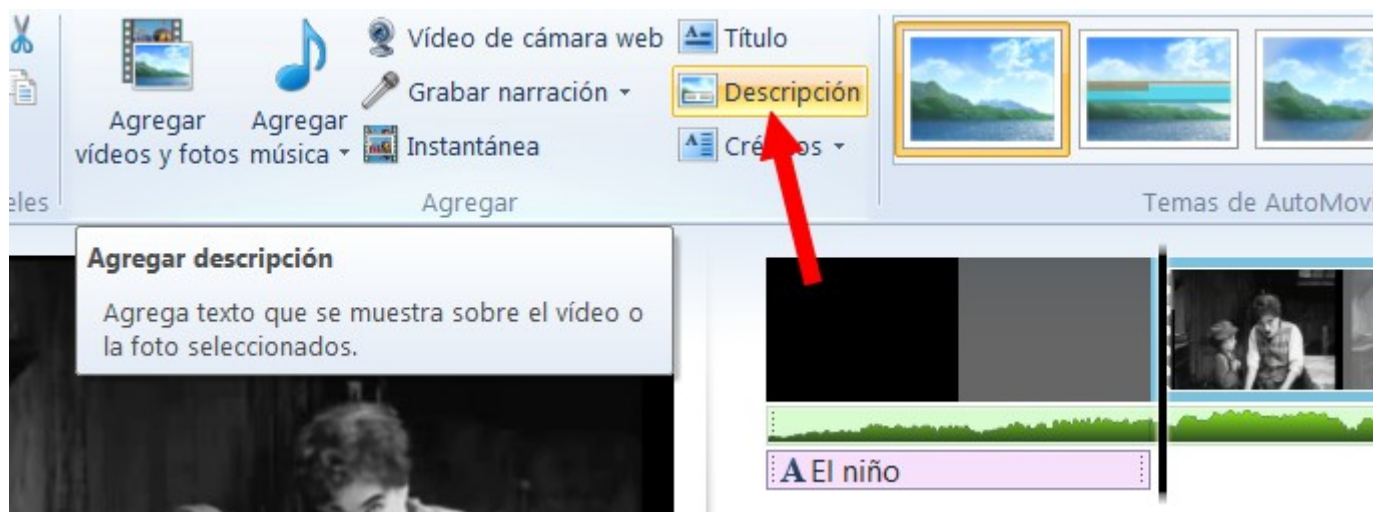 Vídeo de cámara web
Título
Grabar narración
Descripción
Agregar
vídeos y fotos
Agregar
música
Instantánea
Agregar
Temas de
Agregar descripción
Agrega texto que se muestra sobre el vídeo o
la foto seleccionados.
A El niño